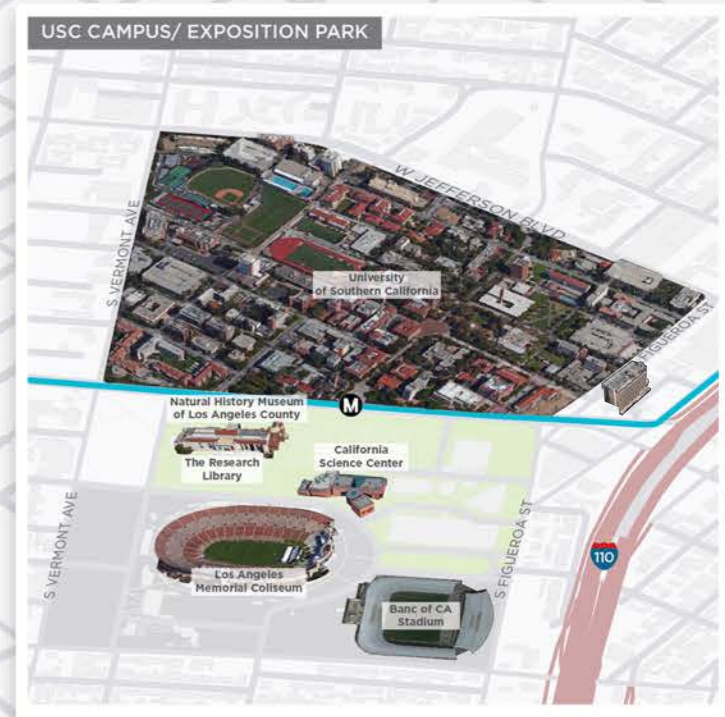 USC CAMPUS/ EXPOSITION PARK
W JEFFERSON BLVD
S VERMONT AVE
University
of Southern California
FIGUEROA ST
Natural History Museum
of Los Angeles County
M
The Research
Library
California
Science Center
S VERMONT AVE
S FIGUEROA ST
110
Los Angeles
Memorial Coliseum
Banc of CA
Stadium